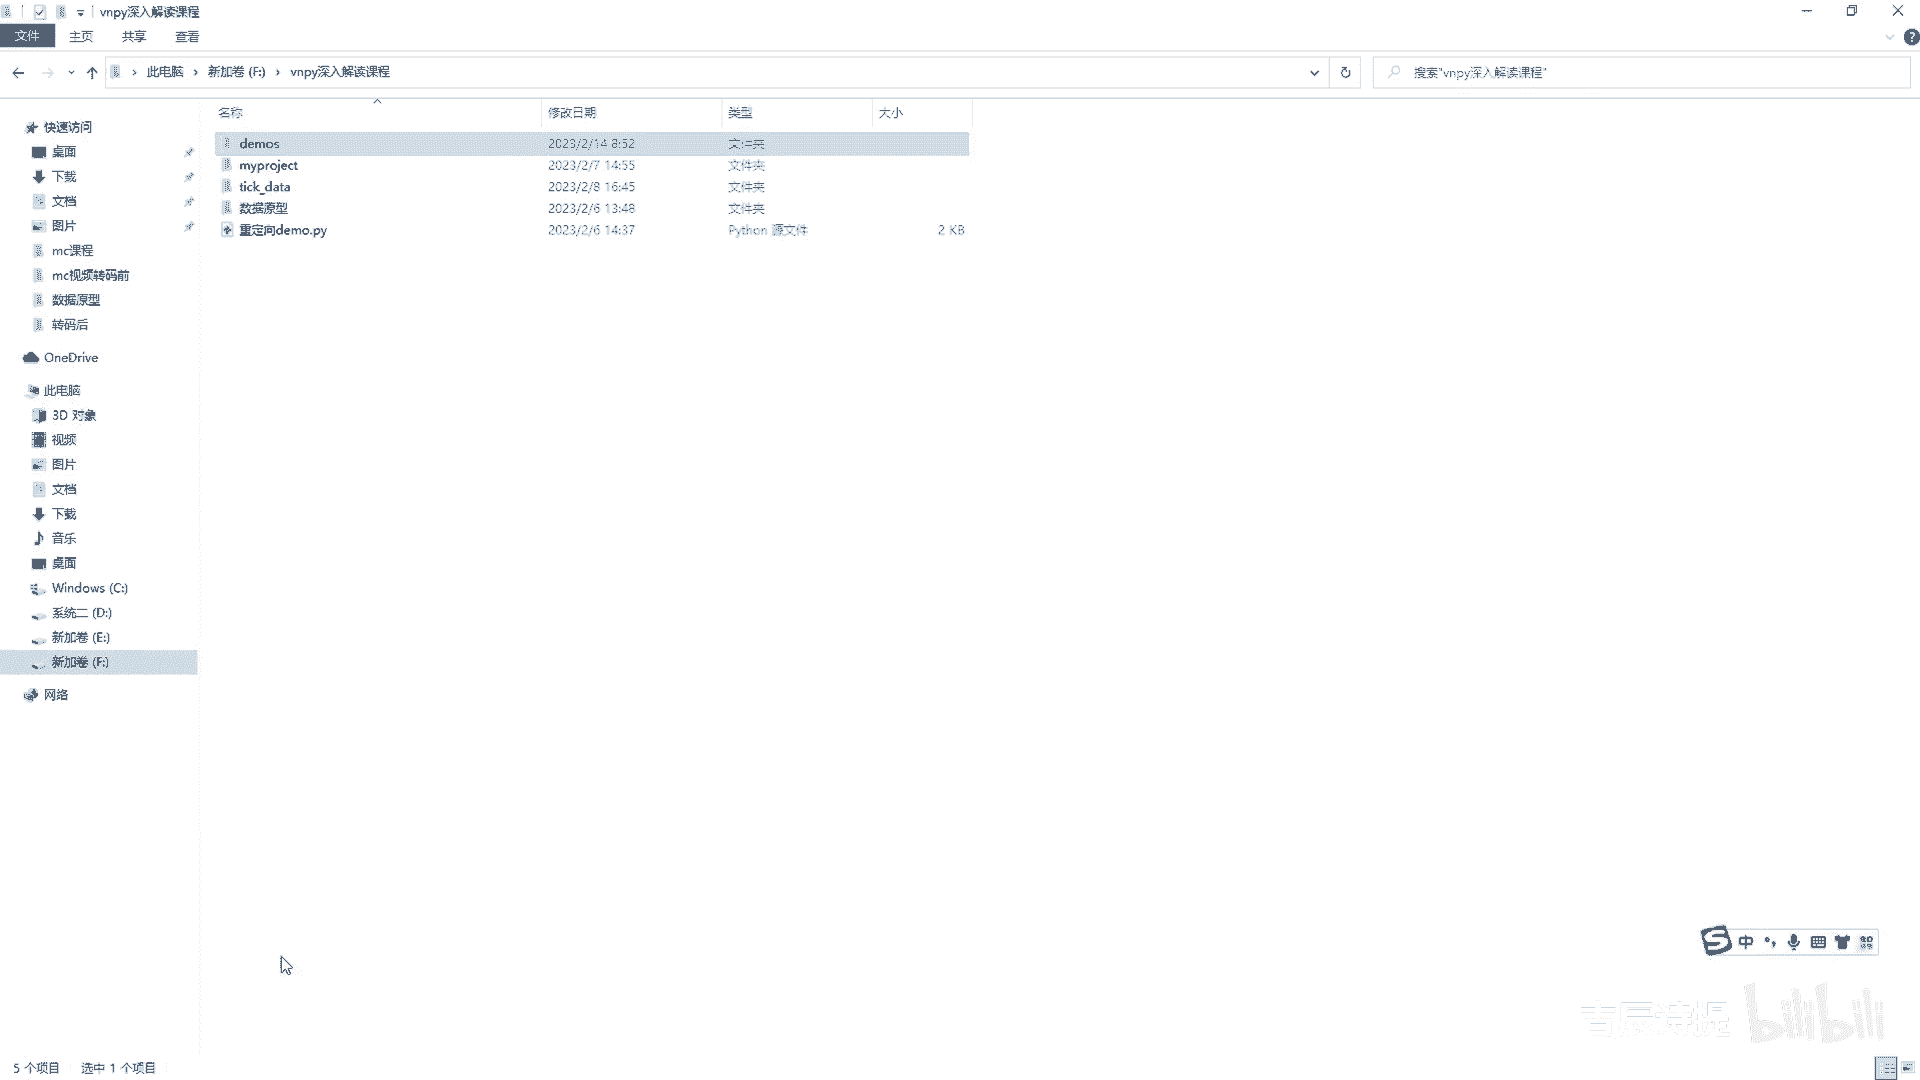 vnpy深入解读课程
文件 主页 共享 查看
此电脑 › 新加卷 (F:) › vnpy深入解读课程
搜索"vnpy深入解读课程"
名称 修改日期 类型 大小
demos 2023/2/14 8:52 文件夹
myproject 2023/2/7 14:55 文件夹
tick_data 2023/2/8 16:45 文件夹
数据原型 2023/2/6 13:48 文件夹
重定向demo.py 2023/2/6 14:37 Python 源文件 2 KB
快速访问
桌面
下载
文档
图片
mc课程
mc视频转码前
数据原型
转码后
OneDrive
此电脑
3D 对象
视频
图片
文档
下载
音乐
桌面
Windows (C:)
系统二 (D:)
新加卷 (E:)
新加卷 (F:)
网络
中
bilibili
5 个项目 选中 1 个项目